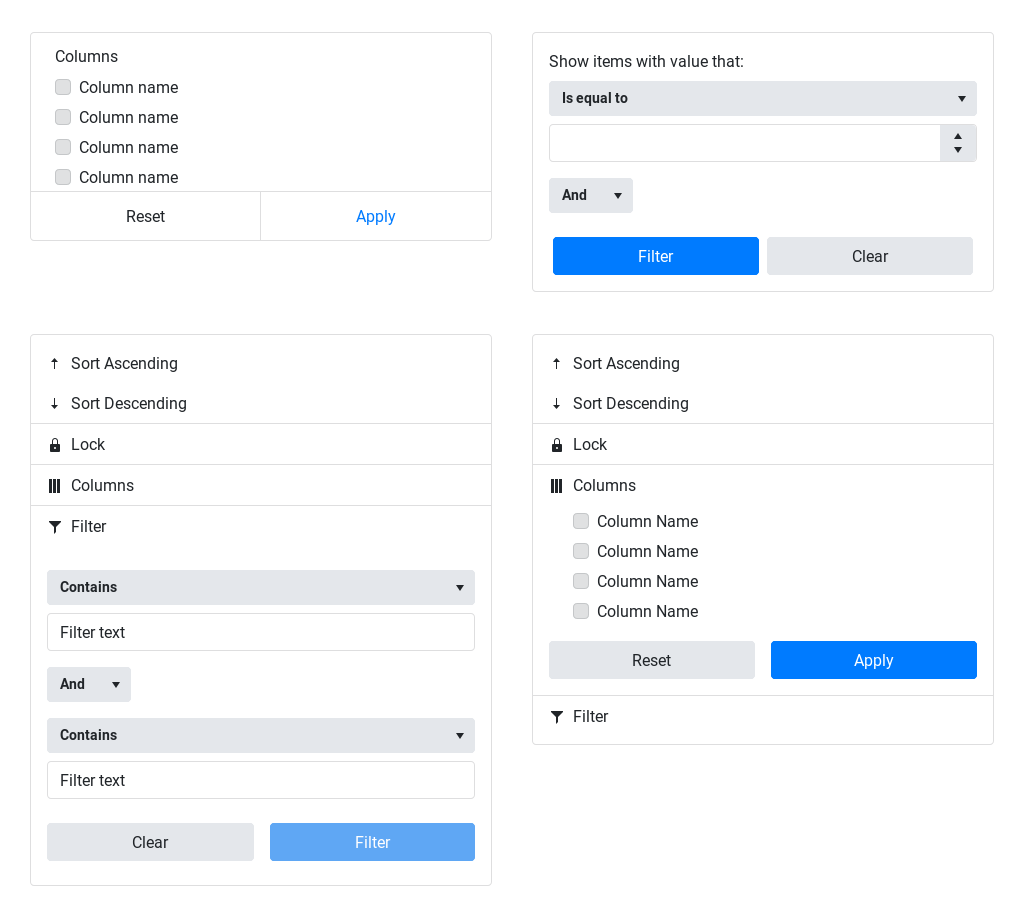 Columns
Column name
Column name
Column name
Column name
Reset Apply
Show items with value that:
Is equal to
And
Filter Clear
Sort Ascending
Sort Descending
Lock
Columns
Filter
Contains
Filter text
And
Contains
Filter text
Clear Filter
Sort Ascending
Sort Descending
Lock
Columns
Column Name
Column Name
Column Name
Column Name
Reset Apply
Filter